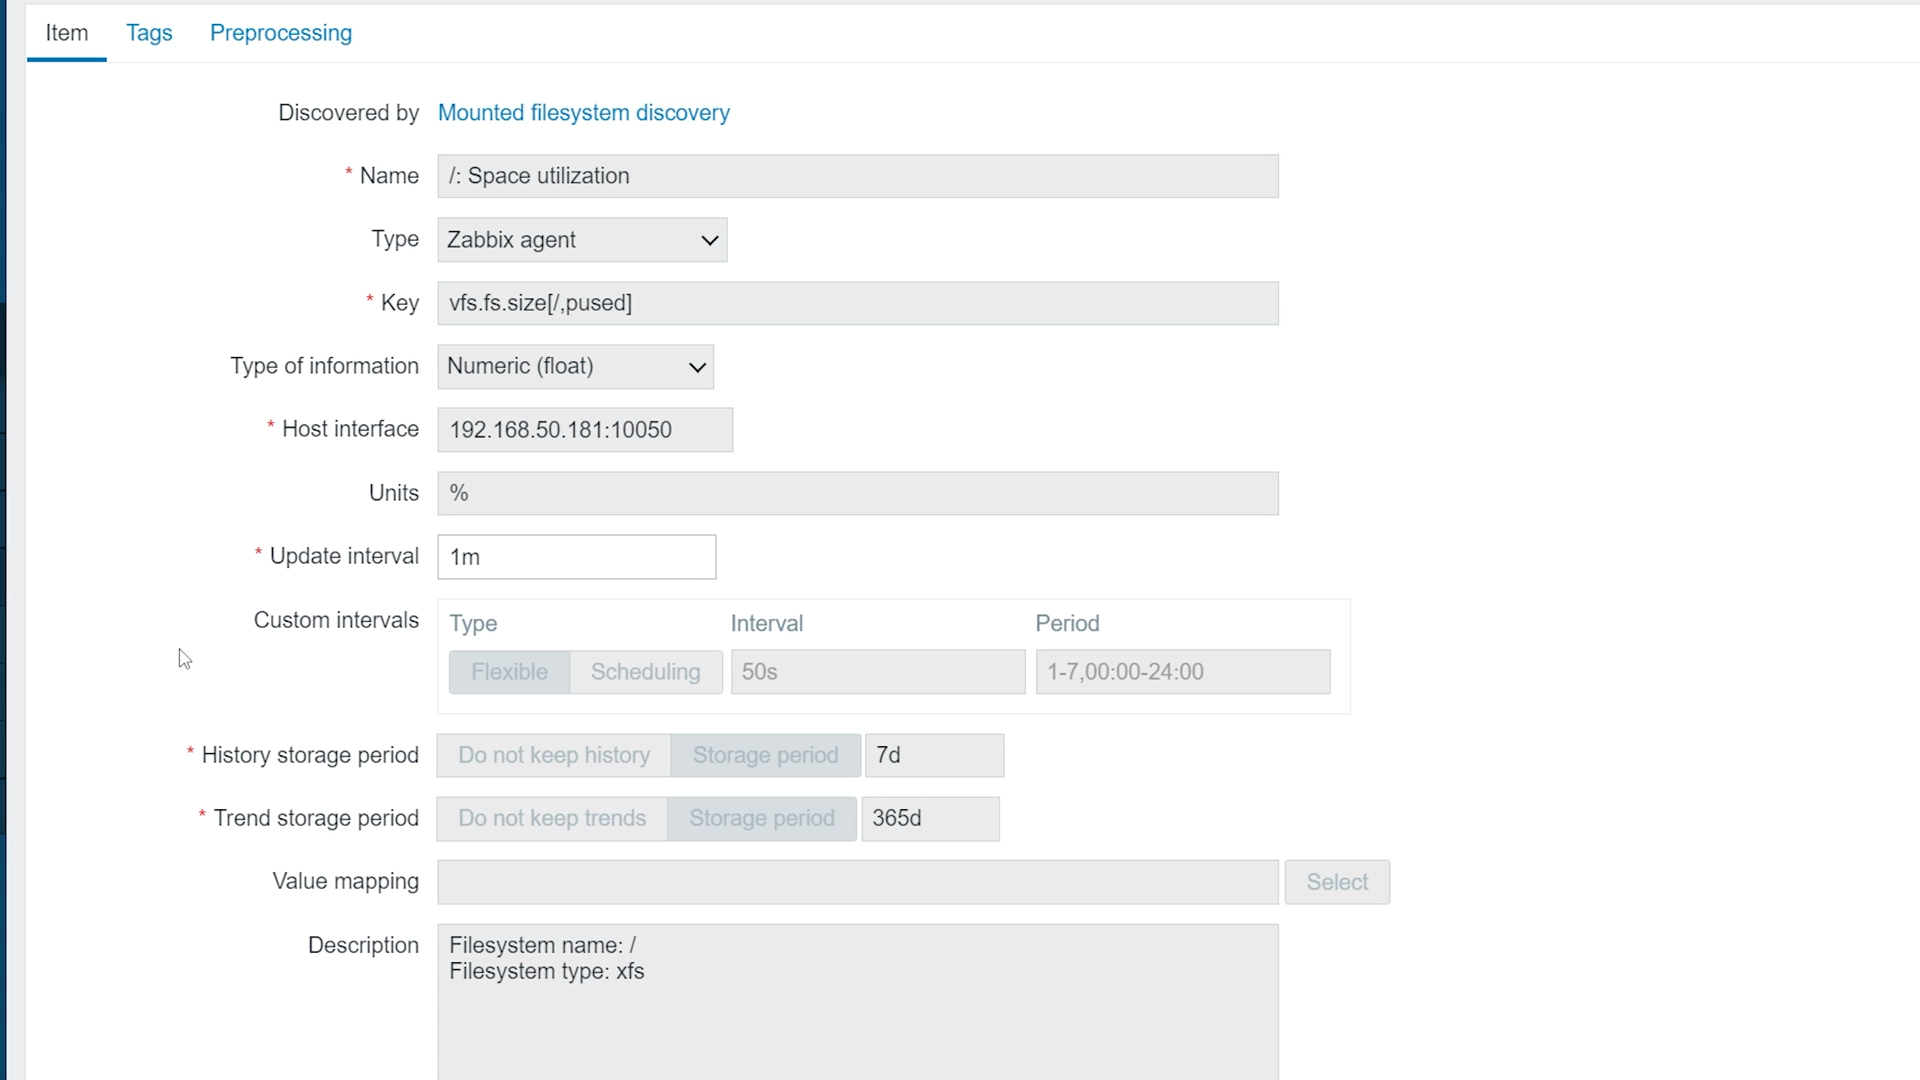 Item Tags Preprocessing
Discovered by Mounted filesystem discovery
* Name /: Space utilization
Type Zabbix agent
* Key vfs.fs.size[/,pused]
Type of information Numeric (float)
* Host interface 192.168.50.181:10050
Units %
* Update interval 1m
Custom intervals Type Interval Period
Flexible Scheduling 50s 1-7,00:00-24:00
* History storage period Do not keep history Storage period 7d
* Trend storage period Do not keep trends Storage period 365d
Value mapping Select
Description Filesystem name: /
Filesystem type: xfs